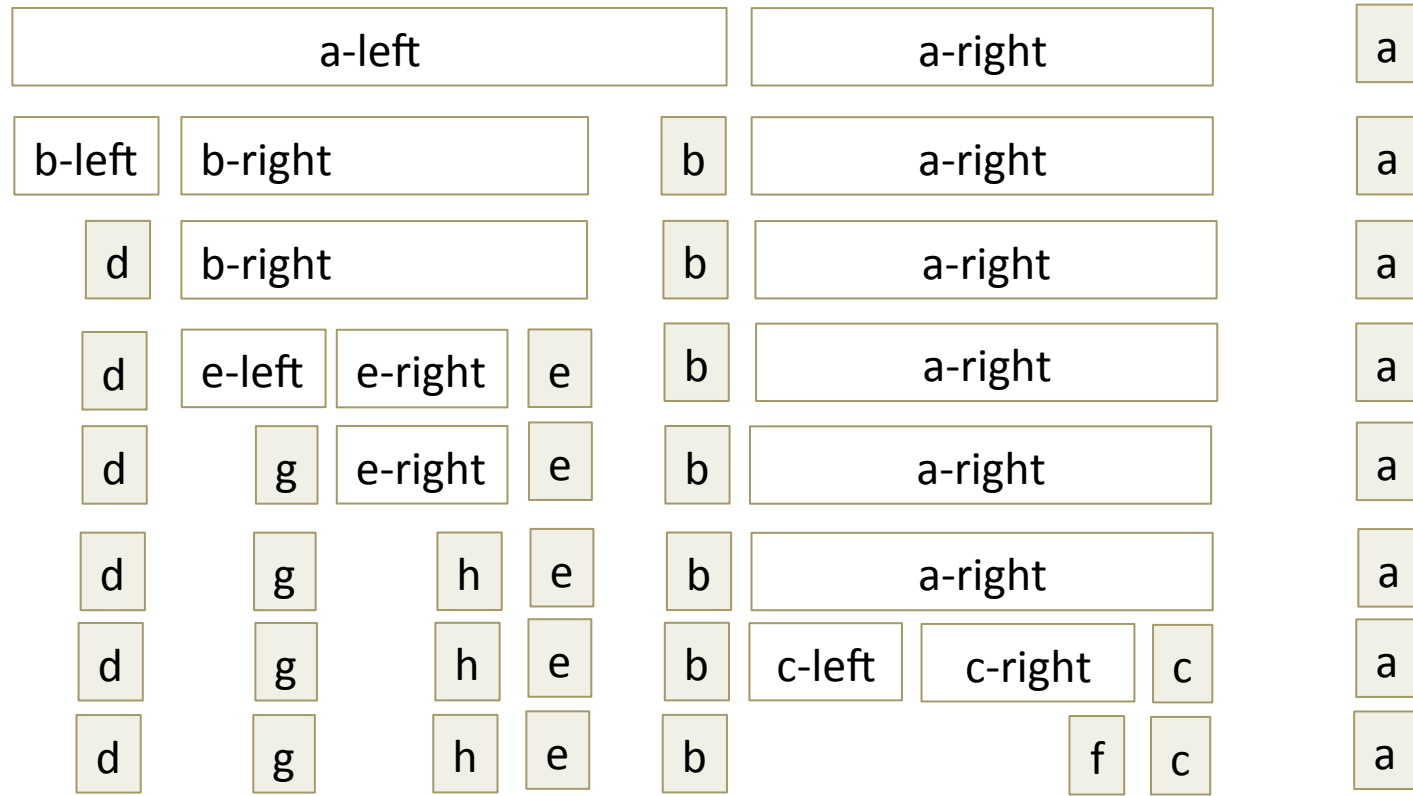 a-left a-right a
b-left b-right b a-right a
d b-right b a-right a
d e-left e-right e b a-right a
d g e-right e b a-right a
d g h e b a-right a
d g h e b c-left c-right c a
d g h e b f c a